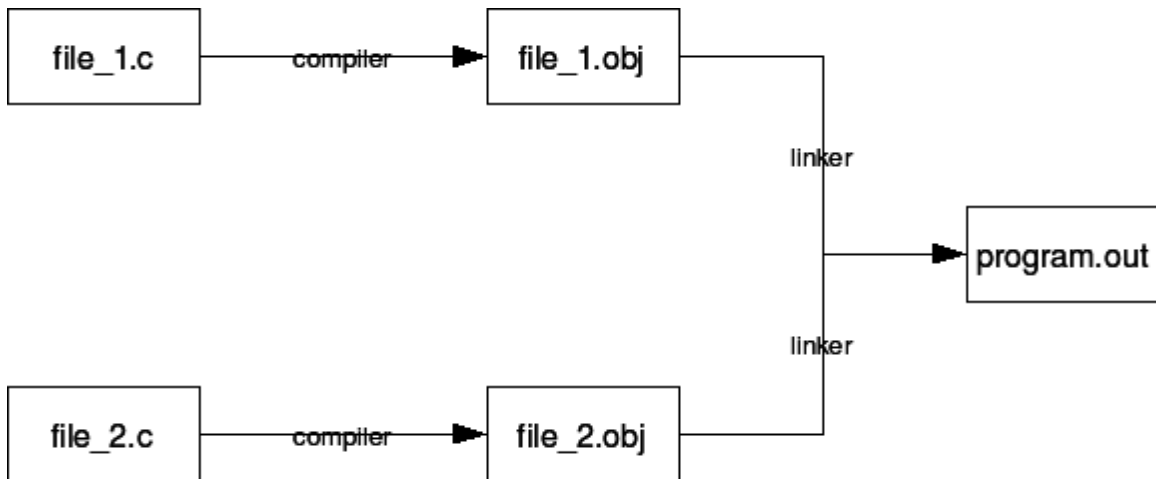 file_1.c
compiler
file_1.obj
linker
program.out
linker
file_2.c
compiler
file_2.obj